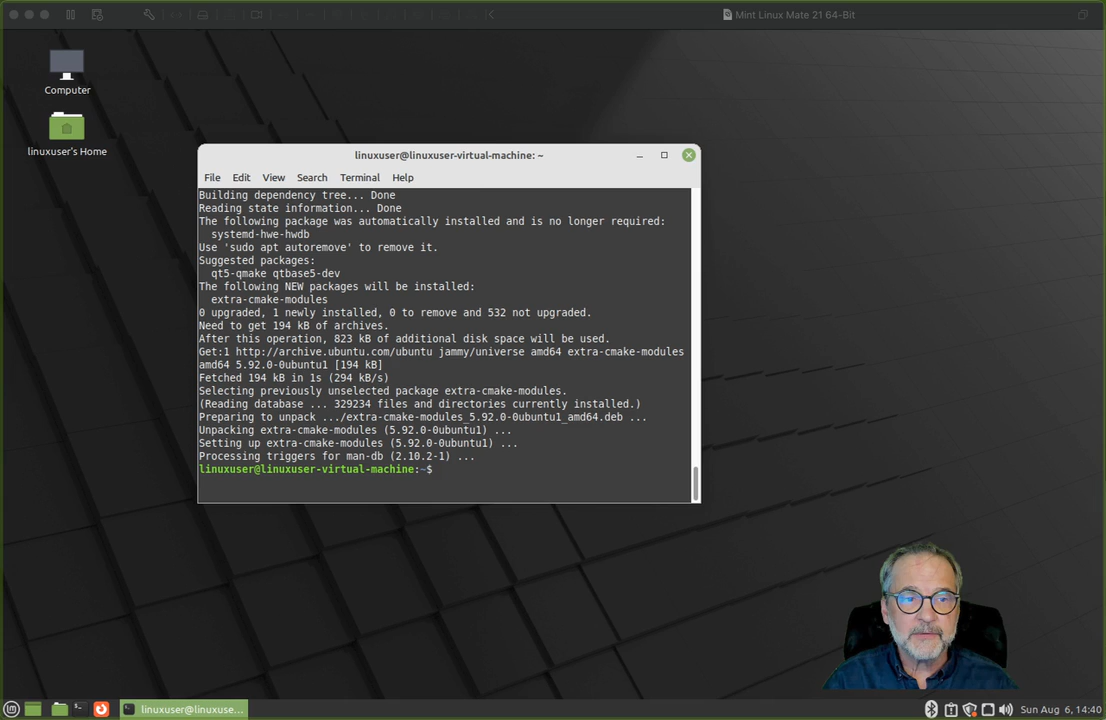 Mint Linux Mate 21 64-Bit
Computer
linuxuser's Home
linuxuser@linuxuser-virtual-machine: ~
File Edit View Search Terminal Help
Building dependency tree... Done
Reading state information... Done
The following package was automatically installed and is no longer required:
systemd-hwe-hwdb
Use 'sudo apt autoremove' to remove it.
Suggested packages:
qt5-qmake qtbase5-dev
The following NEW packages will be installed:
extra-cmake-modules
0 upgraded, 1 newly installed, 0 to remove and 532 not upgraded.
Need to get 194 kB of archives.
After this operation, 823 kB of additional disk space will be used.
Get:1 http://archive.ubuntu.com/ubuntu jammy/universe amd64 extra-cmake-modules
amd64 5.92.0-0ubuntu1 [194 kB]
Fetched 194 kB in 1s (294 kB/s)
Selecting previously unselected package extra-cmake-modules.
(Reading database ... 329234 files and directories currently installed.)
Preparing to unpack .../extra-cmake-modules_5.92.0-0ubuntu1_amd64.deb ...
Unpacking extra-cmake-modules (5.92.0-0ubuntu1) ...
Setting up extra-cmake-modules (5.92.0-0ubuntu1) ...
Processing triggers for man-db (2.10.2-1) ...
linuxuser@linuxuser-virtual-machine:~$
linuxuser@linuxuse...
Sun Aug 6, 14:40